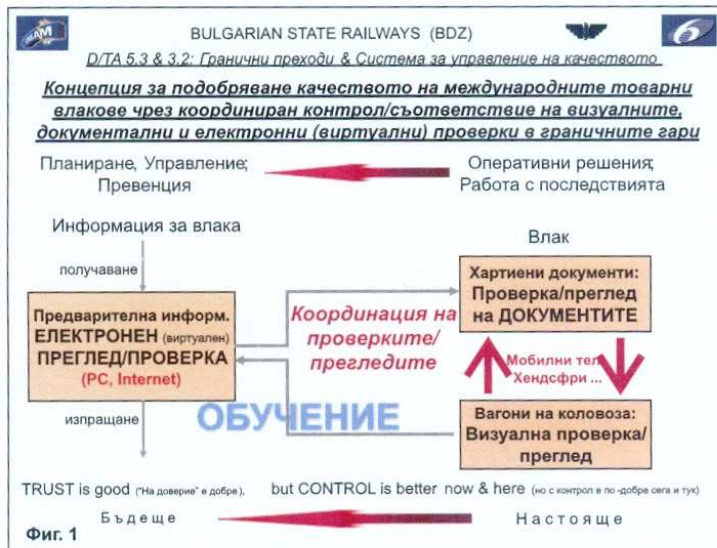 BULGARIAN STATE RAILWAYS (BDZ)
6
D/TA 5.3 & 3.2: Гранични преходи & Система за управление на качеството
Концепция за подобряване качеството на международните товарни
влакове чрез координиран контрол/съответствие на визуалните,
документални и електронни (виртуални) проверки в граничните гари
Планиране, Управление;
Превенция
Оперативни решения;
Работа с последствията
Информация за влака
получаване
Влак
Предварителна информ.
ЕЛЕКТРОНЕН (виртуален)
ПРЕГЛЕД/ПРОВЕРКА
(PC, Internet)
Координация на
проверките/
прегледите
Хартиени документи:
Проверка/преглед
на ДОКУМЕНТИТЕ
Мобилни тел
Хендсфри ...
изпращане
ОБУЧЕНИЕ
Вагони на коловоза:
Визуална проверка/
преглед
TRUST is good ("На доверие" е добре), but CONTROL is better now & here (но с контрол е по -добре сега и тук)
Бъдеще Настояще
Фиг. 1